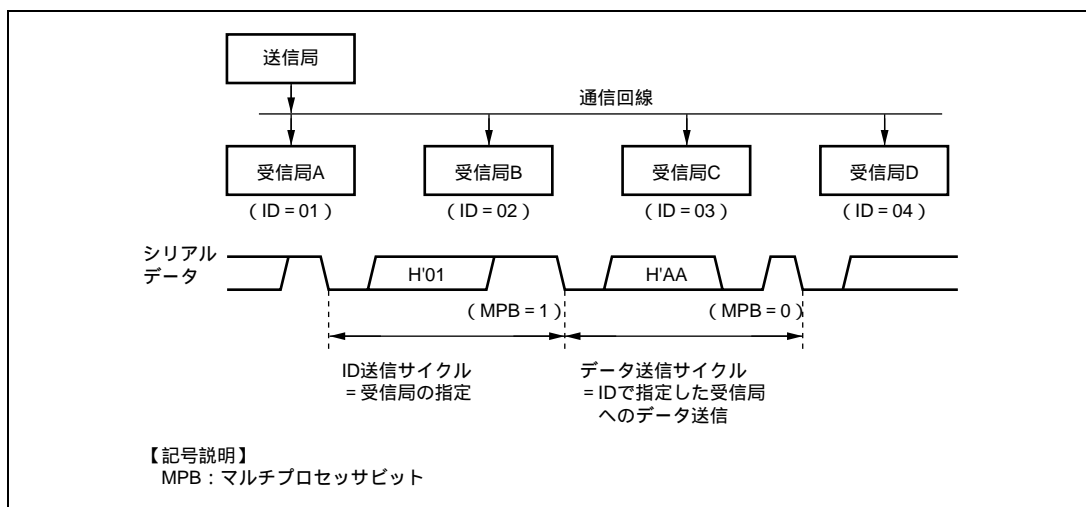 送信局
通信回線
受信局A 受信局B 受信局C 受信局D
（ID＝01） （ID＝02） （ID＝03） （ID＝04）
シリアル
データ
H'01 H'AA
（MPB＝1） （MPB＝0）
ID送信サイクル
＝受信局の指定
データ送信サイクル
＝IDで指定した受信局
へのデータ送信
【記号説明】
MPB：マルチプロセッサビット